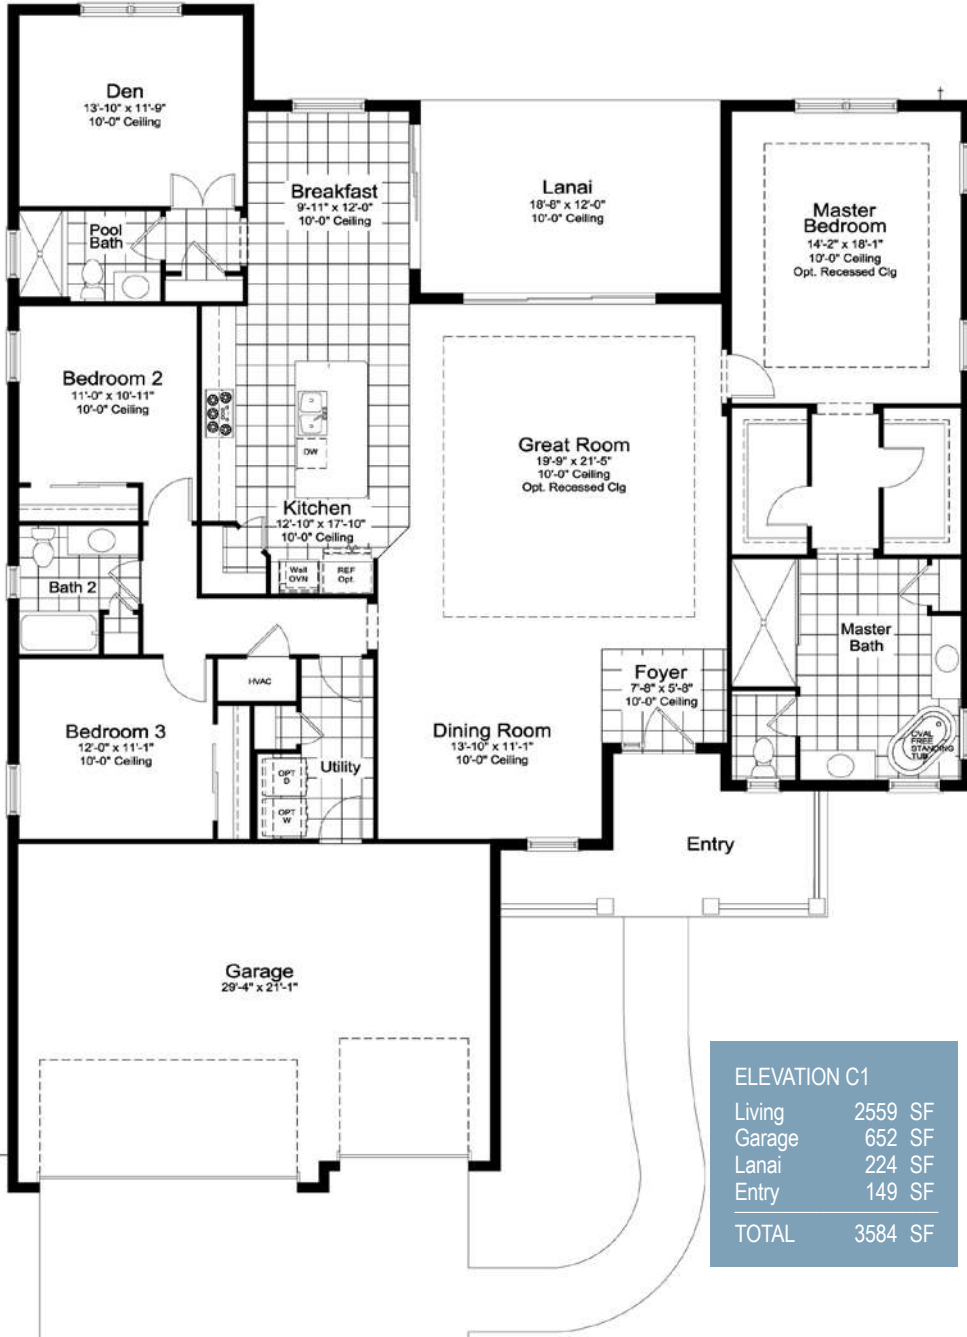 Den
13'-10" x 11'-9"
10'-0" Ceiling
Breakfast
9'-11" x 12'-0"
10'-0" Ceiling
Lanai
18'-8" x 12'-0"
10'-0" Ceiling
Master
Bedroom
14'-2" x 18'-1"
10'-0" Ceiling
Opt. Recessed Clg
Pool
Bath
Bedroom 2
11'-0" x 10'-11"
10'-0" Ceiling
DW
Great Room
19'-9" x 21'-5"
10'-0" Ceiling
Opt. Recessed Clg
Kitchen
12'-10" x 17'-10"
10'-0" Ceiling
Wall
OVN
REF
Opt.
Bath 2
Master
Bath
Foyer
7'-8" x 5'-8"
10'-0" Ceiling
HVAC
Bedroom 3
12'-0" x 11'-1"
10'-0" Ceiling
Dining Room
13'-10" x 11'-1"
10'-0" Ceiling
OVAL
FREE
STANDING
TUB
Utility
OPT
D
OPT
W
Entry
Garage
29'-4" x 21'-1"
ELEVATION C1
Living 2559 SF
Garage 652 SF
Lanai 224 SF
Entry 149 SF
TOTAL 3584 SF